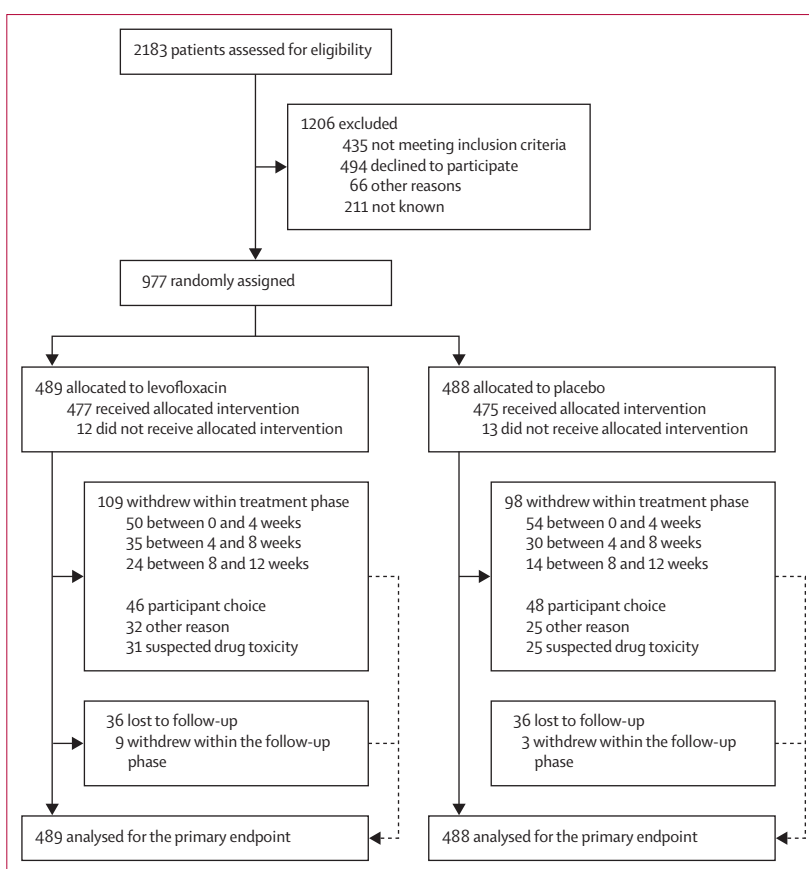 2183 patients assessed for eligibility
1206 excluded
435 not meeting inclusion criteria
494 declined to participate
66 other reasons
211 not known
977 randomly assigned
489 allocated to levofloxacin
477 received allocated intervention
12 did not receive allocated intervention
488 allocated to placebo
475 received allocated intervention
13 did not receive allocated intervention
109 withdrew within treatment phase
50 between 0 and 4 weeks
35 between 4 and 8 weeks
24 between 8 and 12 weeks
46 participant choice
32 other reason
31 suspected drug toxicity
98 withdrew within treatment phase
54 between 0 and 4 weeks
30 between 4 and 8 weeks
14 between 8 and 12 weeks
48 participant choice
25 other reason
25 suspected drug toxicity
36 lost to follow-up
9 withdrew within the follow-up
phase
36 lost to follow-up
3 withdrew within the follow-up
phase
489 analysed for the primary endpoint
488 analysed for the primary endpoint